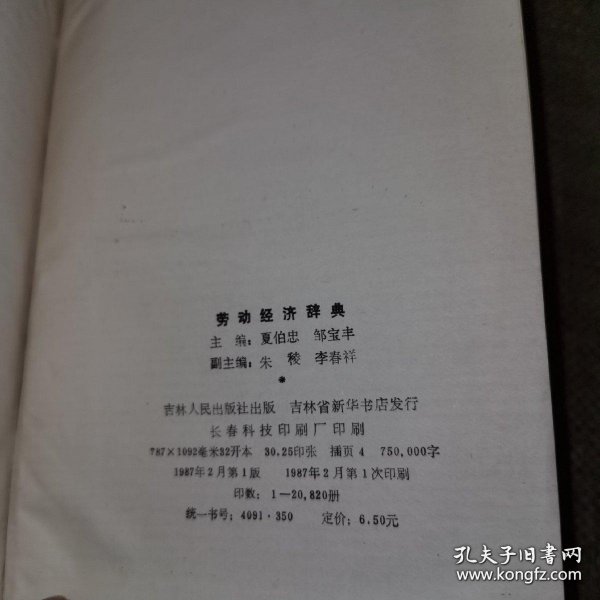 劳动经济辞典
主 编：夏伯忠 邹宝丰
副主编：朱 稜 李春祥
*
吉林人民出版社出版 吉林省新华书店发行
长春科技印刷厂印刷
787×1092毫米32开本 30.25印张 插页 4 750,000字
1987年2月第1版 1987年2月第1次印刷
印数：1—20,820册
统一书号：4091·350 定价：6.50元
孔夫子旧书网
www.kongfz.com